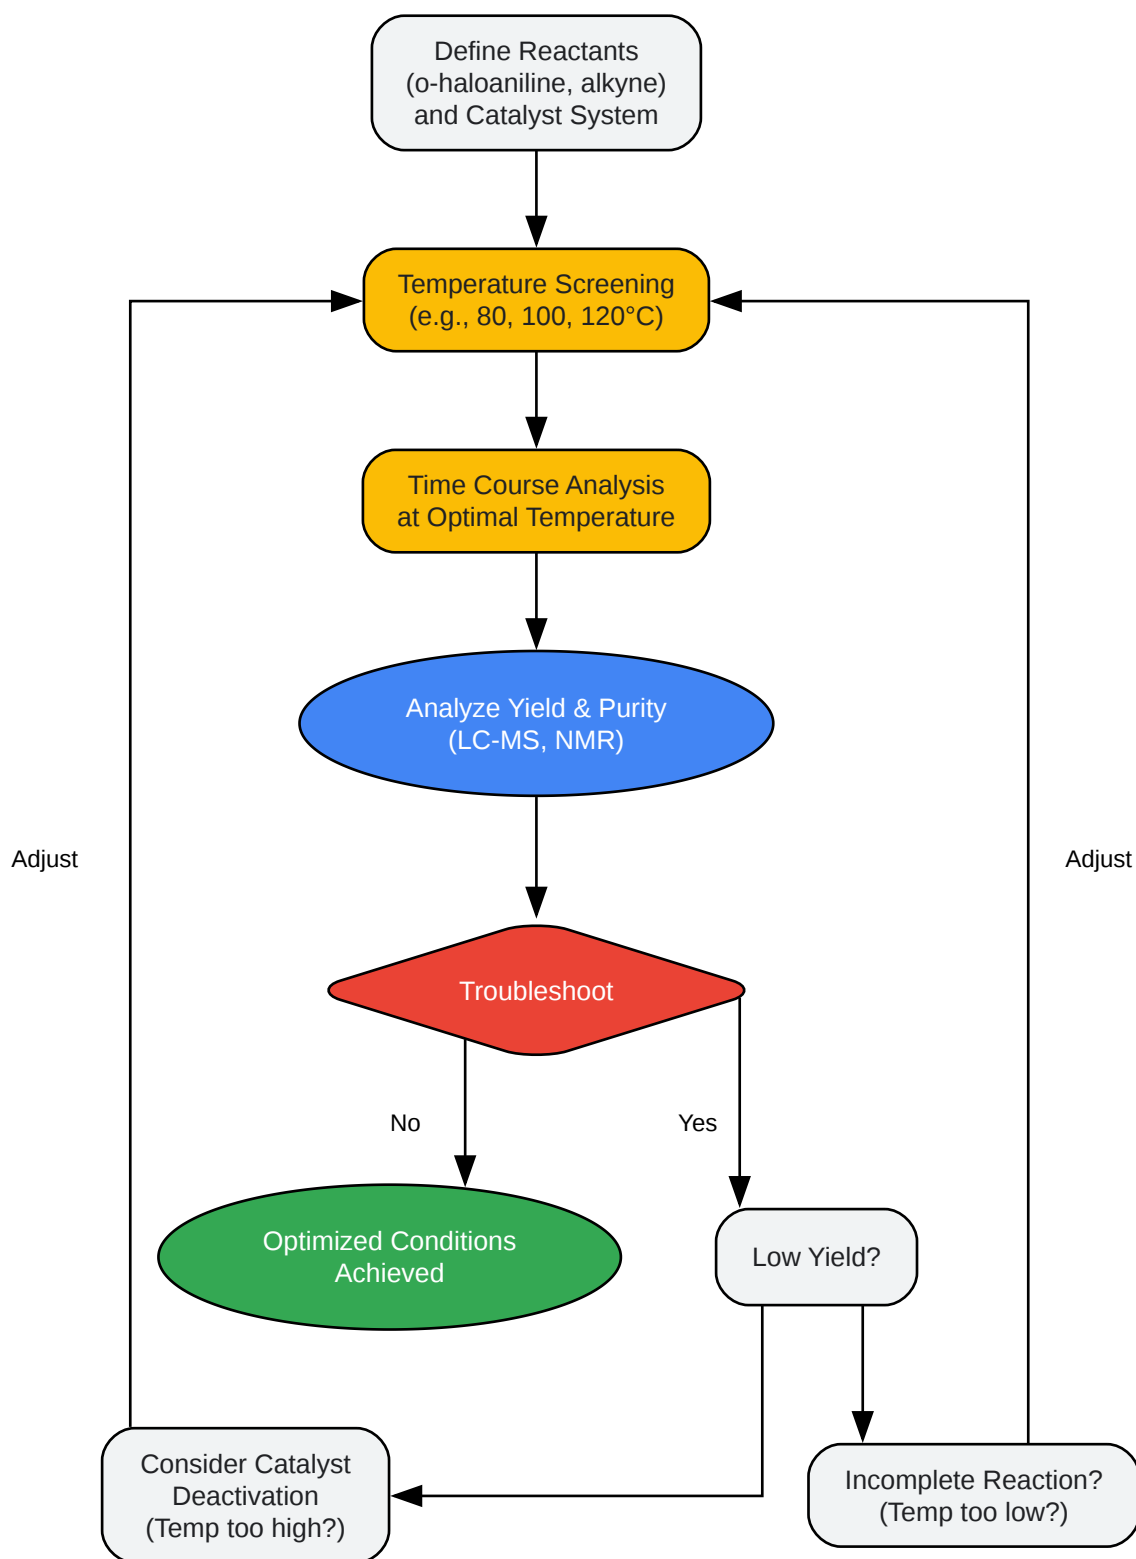 Define Reactants
(o-haloaniline, alkyne)
and Catalyst System
Temperature Screening
(e.g., 80, 100, 120°C)
Time Course Analysis
at Optimal Temperature
Analyze Yield & Purity
(LC-MS, NMR)
Adjust
Adjust
Troubleshoot
No
Yes
Optimized Conditions
Achieved
Low Yield?
Consider Catalyst
Deactivation
(Temp too high?)
Incomplete Reaction?
(Temp too low?)